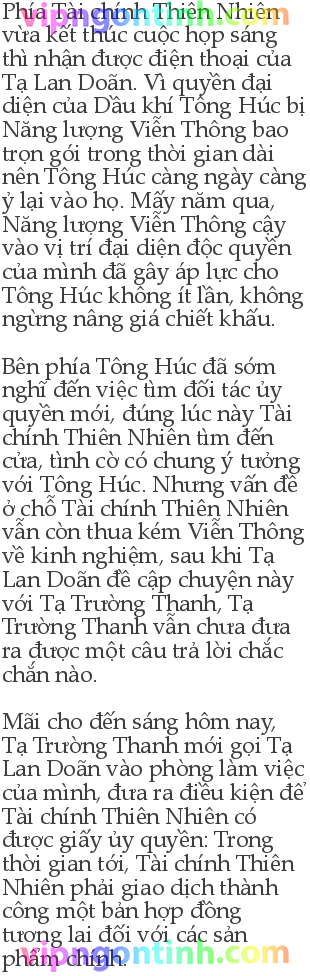 Phía Tài chính Thiên Nhiên
vipngontinh.com
vừa kết thúc cuộc họp sáng
thì nhận được điện thoại của
Tạ Lan Doãn. Vì quyền đại
diện của Dầu khí Tông Húc bị
Năng lượng Viễn Thông bao
trọn gói trong thời gian dài
nên Tông Húc càng ngày càng
ỷ lại vào họ. Mấy năm qua,
Năng lượng Viễn Thông cậy
vào vị trí đại diện độc quyền
của mình đã gây áp lực cho
Tông Húc không ít lần, không
ngừng nâng giá chiết khấu.

Bên phía Tông Húc đã sớm
nghĩ đến việc tìm đối tác ủy
quyền mới, đúng lúc này Tài
chính Thiên Nhiên tìm đến
cửa, tình cờ có chung ý tưởng
với Tông Húc. Nhưng vấn đề
ở chỗ Tài chính Thiên Nhiên
vẫn còn thua kém Viễn Thông
về kinh nghiệm, sau khi Tạ
Lan Doãn đề cập chuyện này
với Tạ Trường Thanh, Tạ
Trường Thanh vẫn chưa đưa
ra được một câu trả lời chắc
chắn nào.

Mãi cho đến sáng hôm nay,
Tạ Trường Thanh mới gọi Tạ
Lan Doãn vào phòng làm việc
của mình, đưa ra điều kiện để
Tài chính Thiên Nhiên có
được giấy ủy quyền: Trong
thời gian tới, Tài chính Thiên
Nhiên phải giao dịch thành
công một bản hợp đồng
tương lai đối với các sản
phẩm chính.
vipngontinh.com